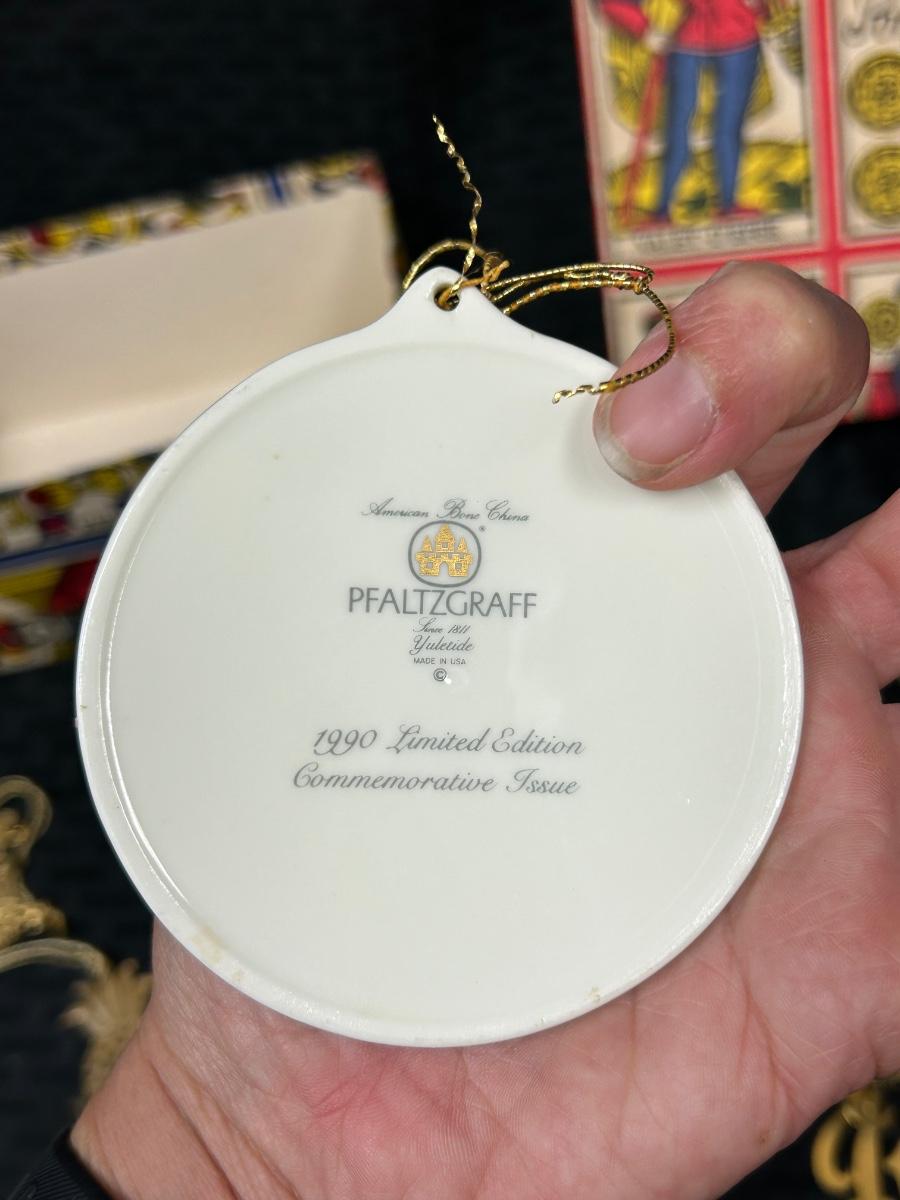 American Bone China
®
PFALTZGRAFF
Since 1811
Yuletide
MADE IN USA
©
1990 Limited Edition
Commemorative Issue